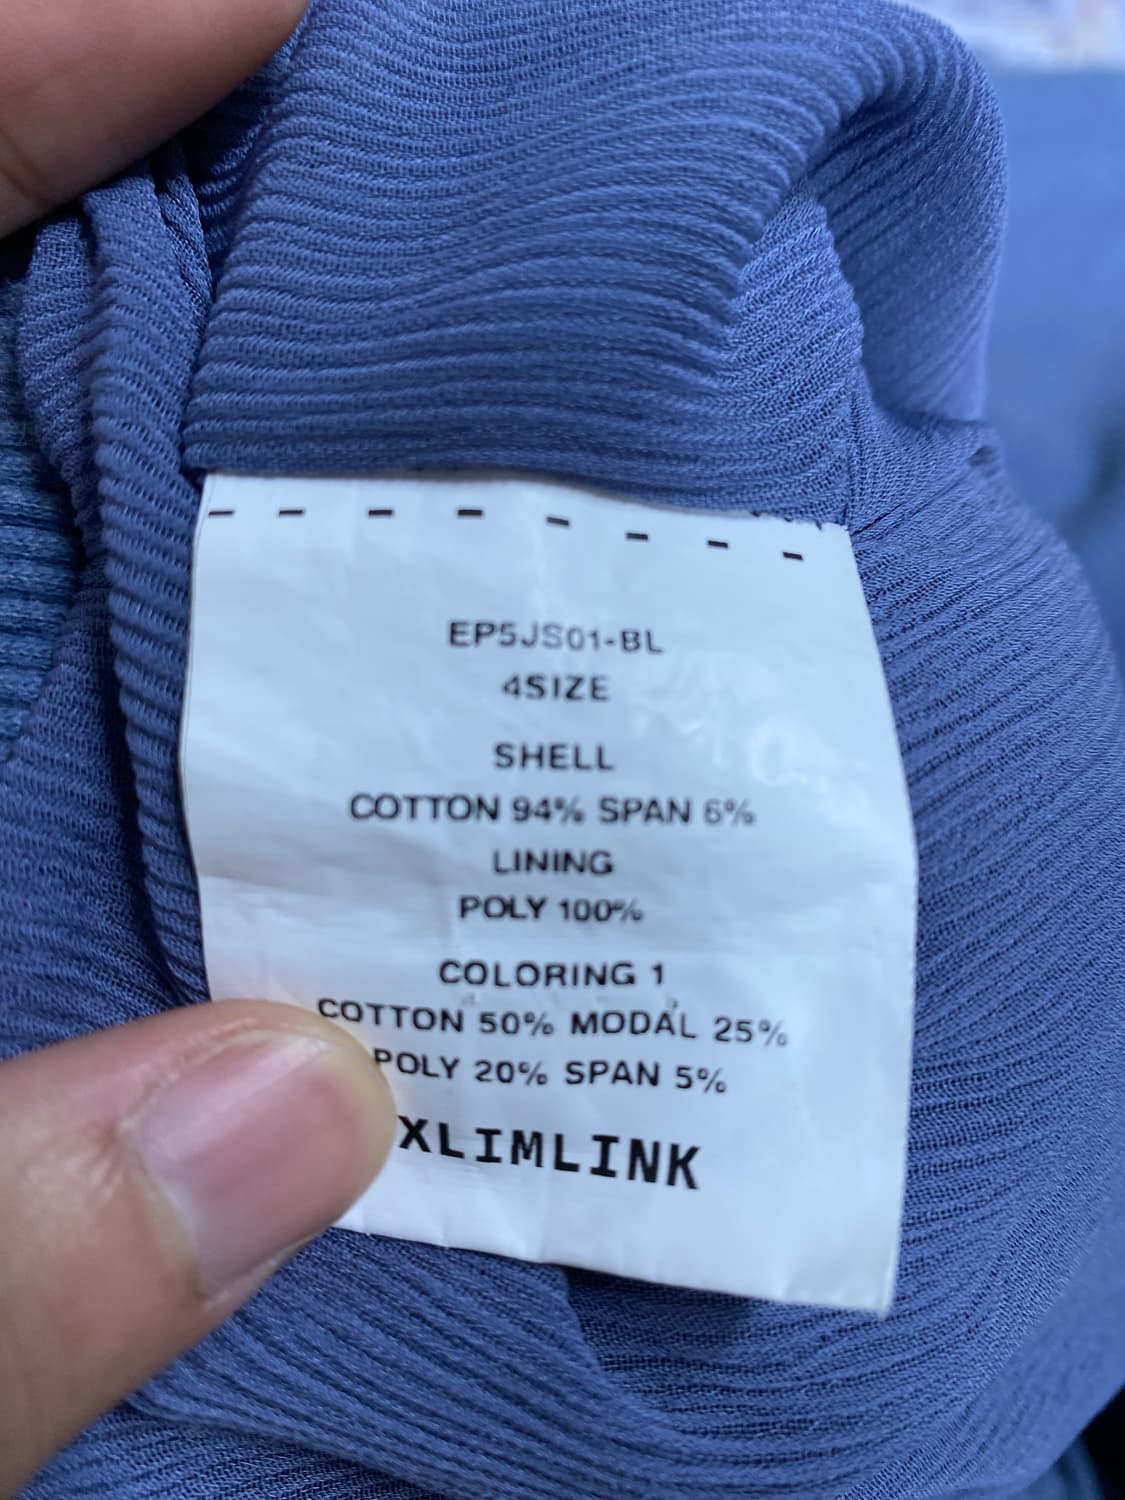 EP5JS01-BL
4SIZE
SHELL
COTTON 94% SPAN 6%
LINING
POLY 100%
COLORING 1
COTTON 50% MODAL 25%
POLY 20% SPAN 5%
XLIMLINK